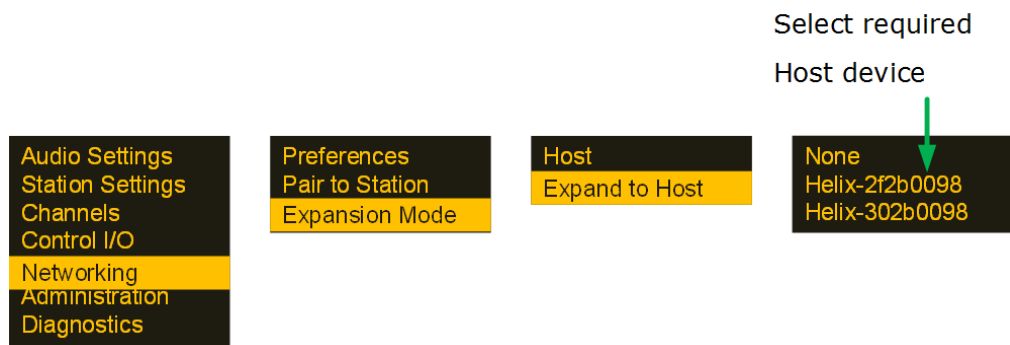 Select required
Host device
Audio Settings
Station Settings
Channels
Control I/O
Networking
Administration
Diagnostics
Preferences
Pair to Station
Expansion Mode
Host
Expand to Host
None
Helix-2f2b0098
Helix-302b0098